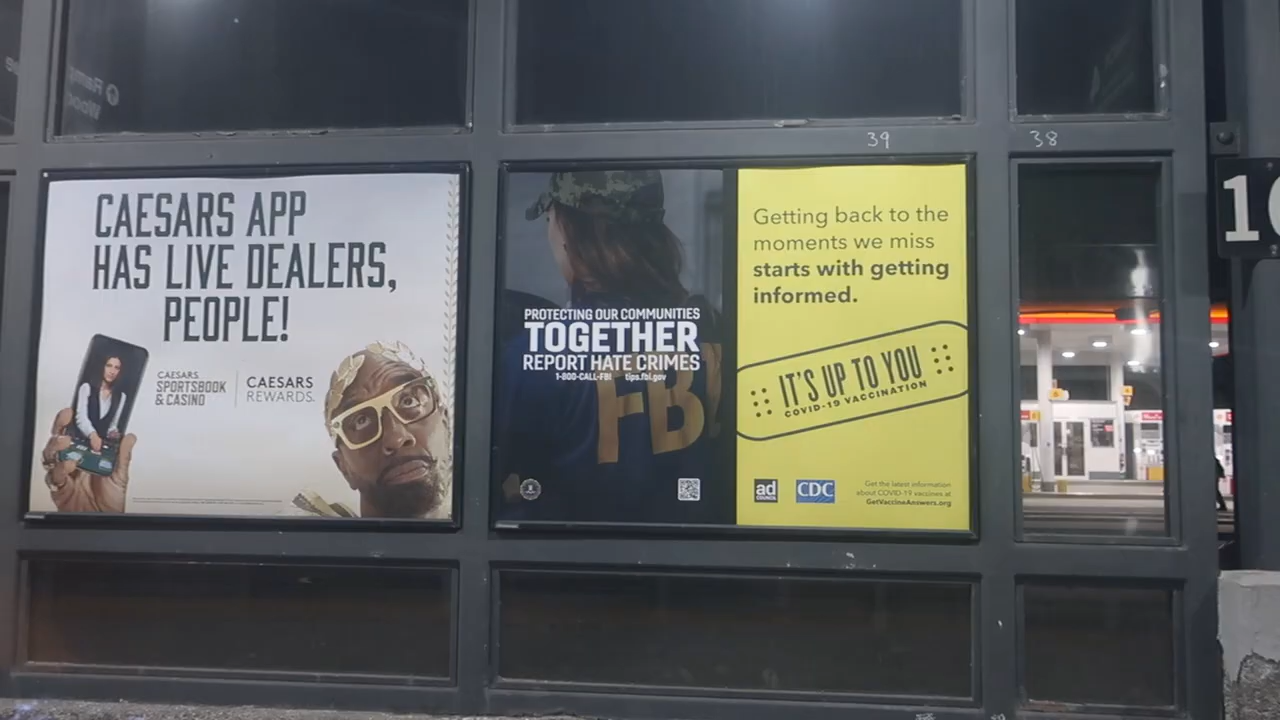 39
38
10
CAESARS APP
HAS LIVE DEALERS,
PEOPLE!
CAESARS
SPORTSBOOK
& CASINO
CAESARS
REWARDS.
PROTECTING OUR COMMUNITIES
TOGETHER
REPORT HATE CRIMES
1-800-CALL-FBI tips.fbi.gov
FBI
Getting back to the
moments we miss
starts with getting
informed.
IT'S UP TO YOU
COVID-19 VACCINATION
ad
COUNCIL
CDC
Get the latest information
about COVID-19 vaccines at
GetVaccineAnswers.org